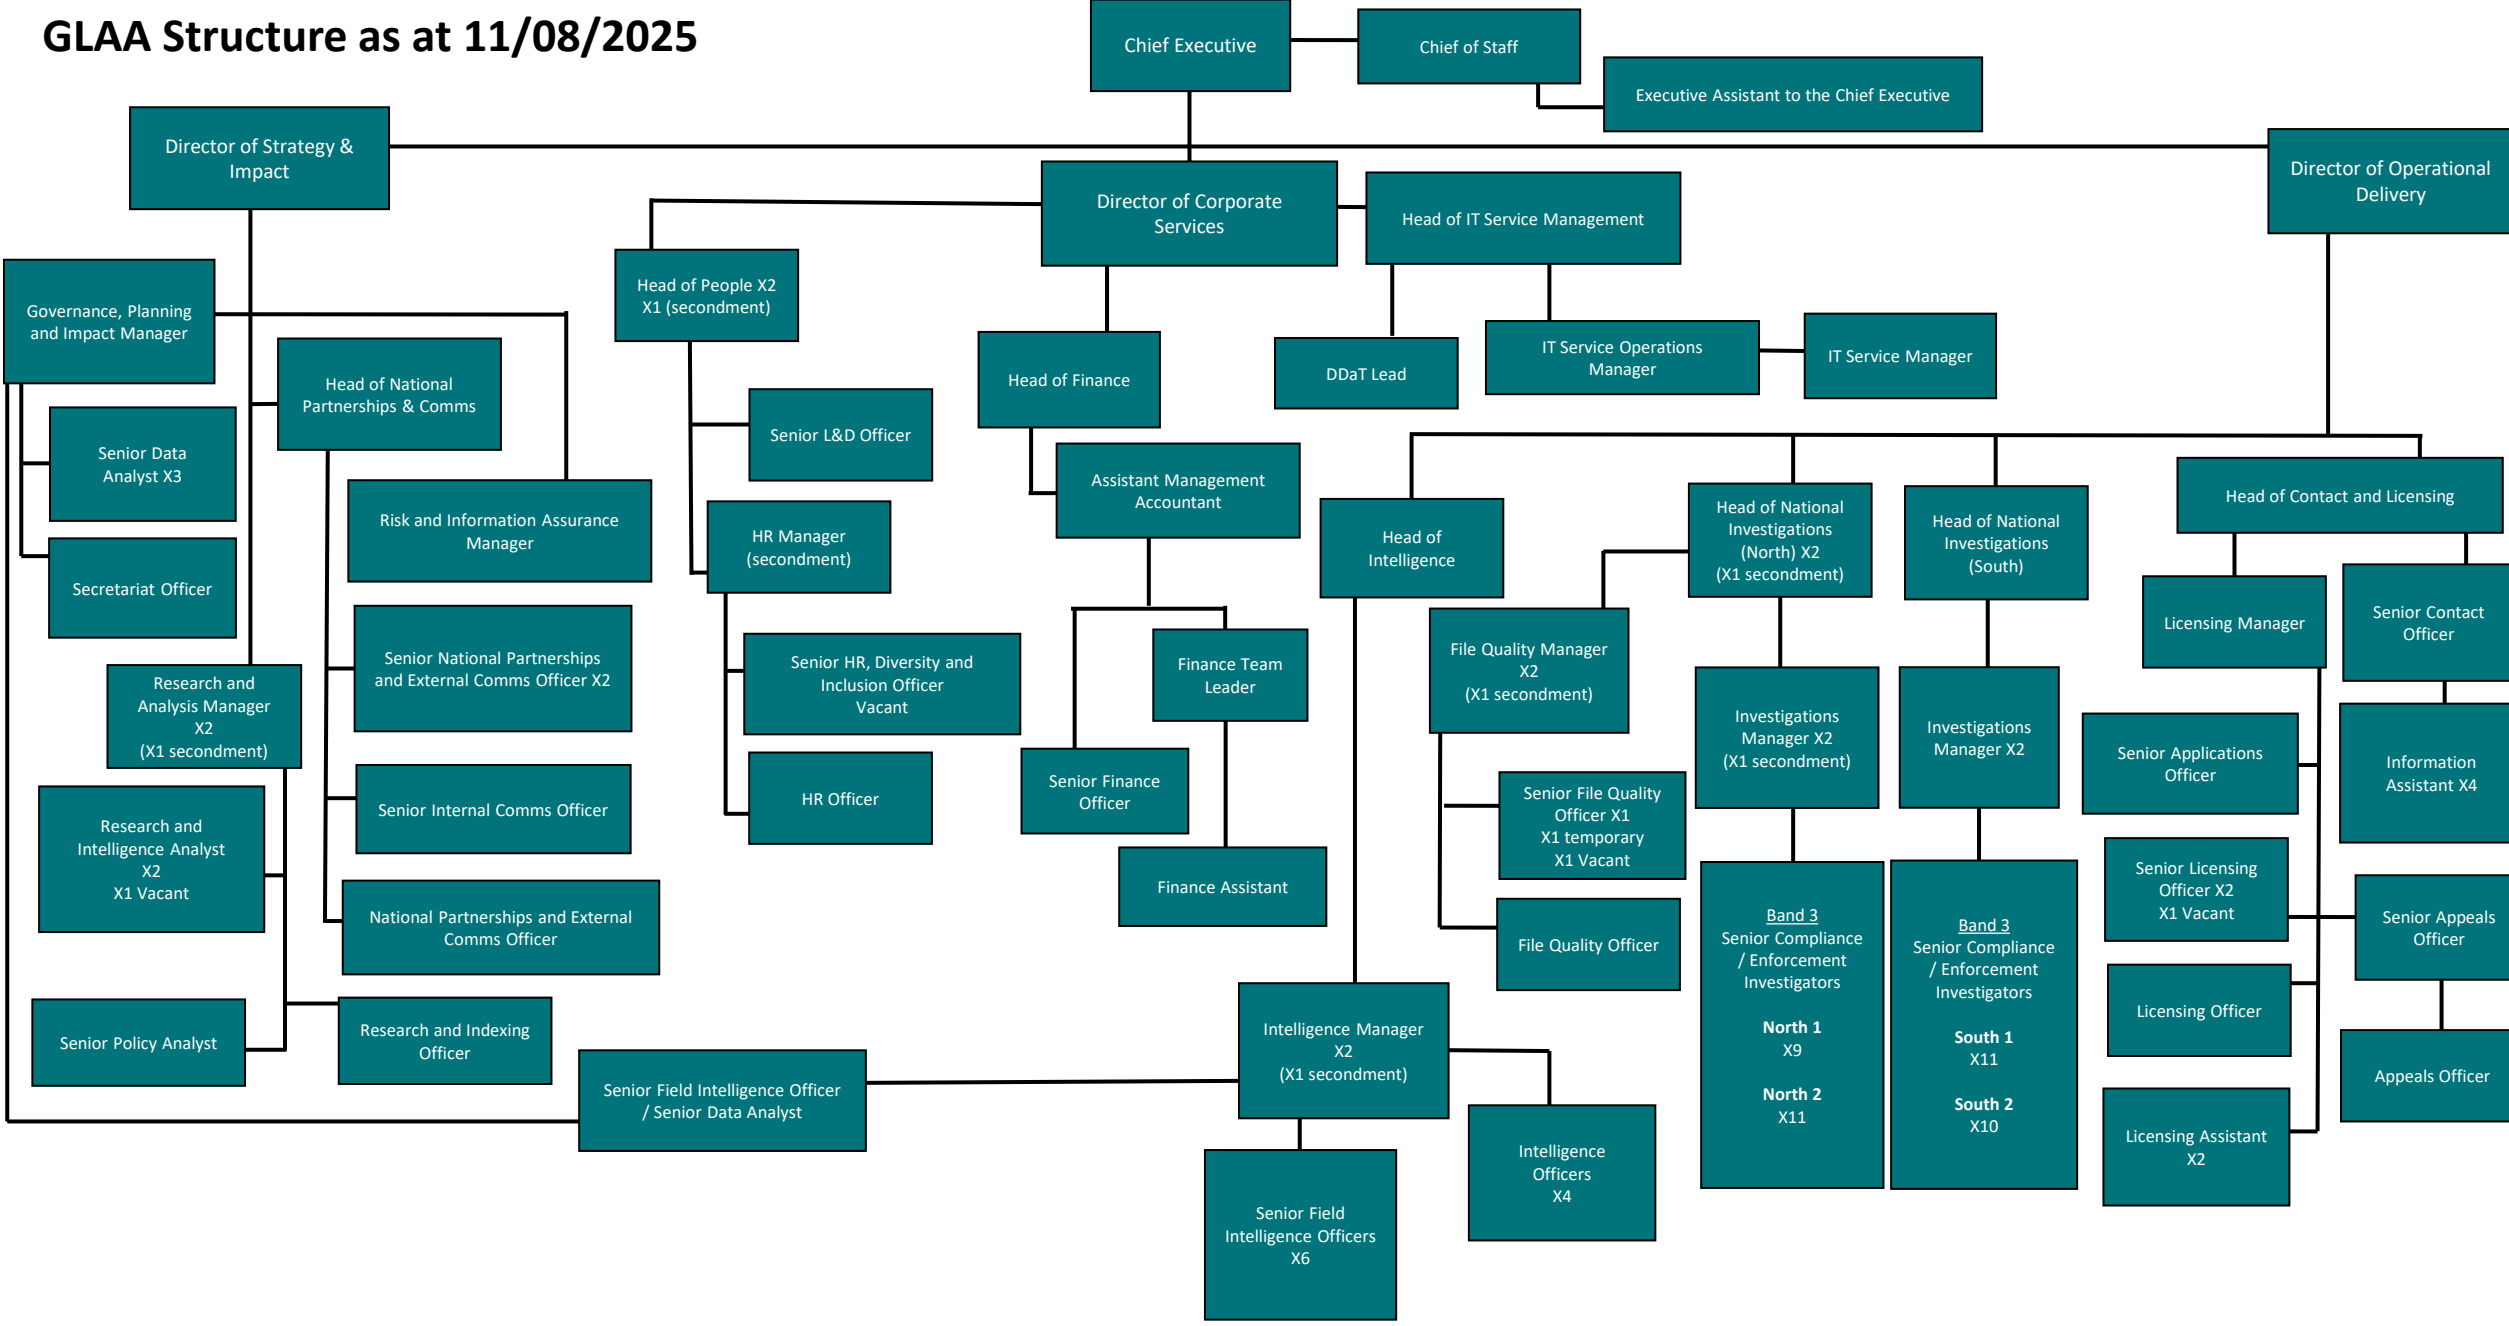 GLAA Structure as at 11/08/2025
Chief Executive
Chief of Staff
Executive Assistant to the Chief Executive
Director of Strategy &
Impact
Director of Corporate
Services
Head of IT Service Management
Director of Operational
Delivery
Governance, Planning
and Impact Manager
Head of People X2
X1 (secondment)
Head of National
Partnerships & Comms
Head of Finance
DDaT Lead
IT Service Operations
Manager
IT Service Manager
Senior Data
Analyst X3
Senior L&D Officer
Assistant Management
Accountant
Risk and Information Assurance
Manager
HR Manager
(secondment)
Head of
Intelligence
Head of National
Investigations
(North) X2
(X1 secondment)
Head of National
Investigations
(South)
Head of Contact and Licensing
Secretariat Officer
Licensing Manager
Senior Contact
Officer
Senior National Partnerships
and External Comms Officer X2
Senior HR, Diversity and
Inclusion Officer
Vacant
Finance Team
Leader
File Quality Manager
X2
(X1 secondment)
Research and
Analysis Manager
X2
(X1 secondment)
Investigations
Manager X2
(X1 secondment)
Investigations
Manager X2
Senior Applications
Officer
Information
Assistant X4
Senior Internal Comms Officer
HR Officer
Senior Finance
Officer
Senior File Quality
Officer X1
X1 temporary
X1 Vacant
Research and
Intelligence Analyst
X2
X1 Vacant
Finance Assistant
Senior Licensing
Officer X2
X1 Vacant
Senior Appeals
Officer
National Partnerships and External
Comms Officer
File Quality Officer
Band 3
Senior Compliance
/ Enforcement
Investigators
North 1
X9
North 2
X11
Band 3
Senior Compliance
/ Enforcement
Investigators
South 1
X11
South 2
X10
Licensing Officer
Senior Policy Analyst
Research and Indexing
Officer
Intelligence Manager
X2
(X1 secondment)
Appeals Officer
Senior Field Intelligence Officer
/ Senior Data Analyst
Licensing Assistant
X2
Intelligence
Officers
X4
Senior Field
Intelligence Officers
X6